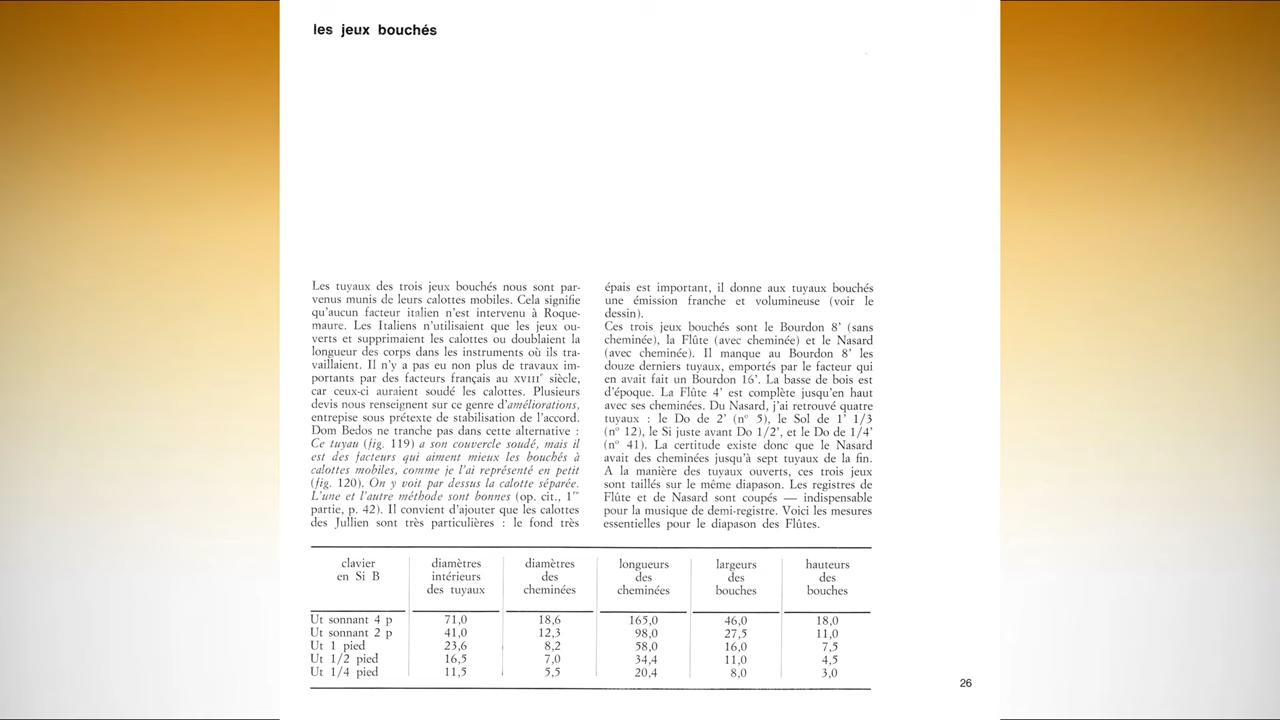 les jeux bouchés
Les tuyaux des trois jeux bouchés nous sont par-
venus munis de leurs calottes mobiles. Cela signifie
qu'aucun facteur italien n'est intervenu à Roque-
maure. Les Italiens n'utilisaient que les jeux ou-
verts et supprimaient les calottes ou doublaient la
longueur des corps dans les instruments où ils tra-
vaillaient. Il n'y a pas eu non plus de travaux im-
portants par des facteurs français au XVIIIe siècle,
car ceux-ci auraient soudé les calottes. Plusieurs
devis nous renseignent sur ce genre d'améliorations,
entrepise sous prétexte de stabilisation de l'accord.
Dom Bedos ne tranche pas dans cette alternative :
Ce tuyau (fig. 119) a son couvercle soudé, mais il
est des facteurs qui aiment mieux les bouchés à
calottes mobiles, comme je l'ai représenté en petit
(fig. 120). On y voit par dessus la calotte séparée.
L'une et l'autre méthode sont bonnes (op. cit., 1re
partie, p. 42). Il convient d'ajouter que les calottes
des Jullien sont très particulières : le fond très
épais est important, il donne aux tuyaux bouchés
une émission franche et volumineuse (voir le
dessin).
Ces trois jeux bouchés sont le Bourdon 8' (sans
cheminée), la Flûte (avec cheminée) et le Nasard
(avec cheminée). Il manque au Bourdon 8' les
douze derniers tuyaux, emportés par le facteur qui
en avait fait un Bourdon 16'. La basse de bois est
d'époque. La Flûte 4' est complète jusqu'en haut
avec ses cheminées. Du Nasard, j'ai retrouvé quatre
tuyaux : le Do de 2' (n° 5), le Sol de 1' 1/3
(n° 12), le Si juste avant Do 1/2', et le Do de 1/4'
(n° 41). La certitude existe donc que le Nasard
avait des cheminées jusqu'à sept tuyaux de la fin.
A la manière des tuyaux ouverts, ces trois jeux
sont taillés sur le même diapason. Les registres de
Flûte et de Nasard sont coupés — indispensable
pour la musique de demi-registre. Voici les mesures
essentielles pour le diapason des Flûtes.
clavier en Si B | diamètres intérieurs des tuyaux | diamètres des cheminées | longueurs des cheminées | largeurs des bouches | hauteurs des bouches
Ut sonnant 4 p 71,0 18,6 165,0 46,0 18,0
Ut sonnant 2 p 41,0 12,3 98,0 27,5 11,0
Ut 1 pied 23,6 8,2 58,0 16,0 7,5
Ut 1/2 pied 16,5 7,0 34,4 11,0 4,5
Ut 1/4 pied 11,5 5,5 20,4 8,0 3,0
26